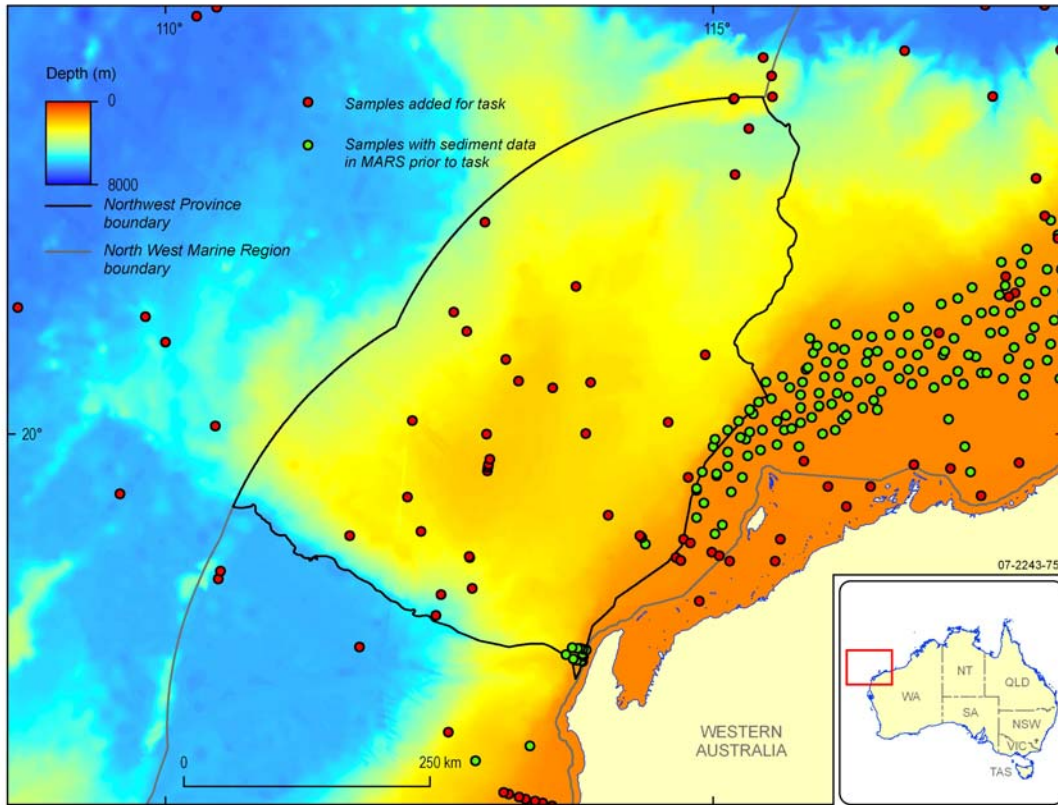 110°
115°
Depth (m)
0
8000
Samples added for task
Samples with sediment data
in MARS prior to task
Northwest Province
boundary
North West Marine Region
boundary
20°
07-2243-75
0
250 km
WESTERN
AUSTRALIA
WA
NT
QLD
SA
NSW
VIC
TAS